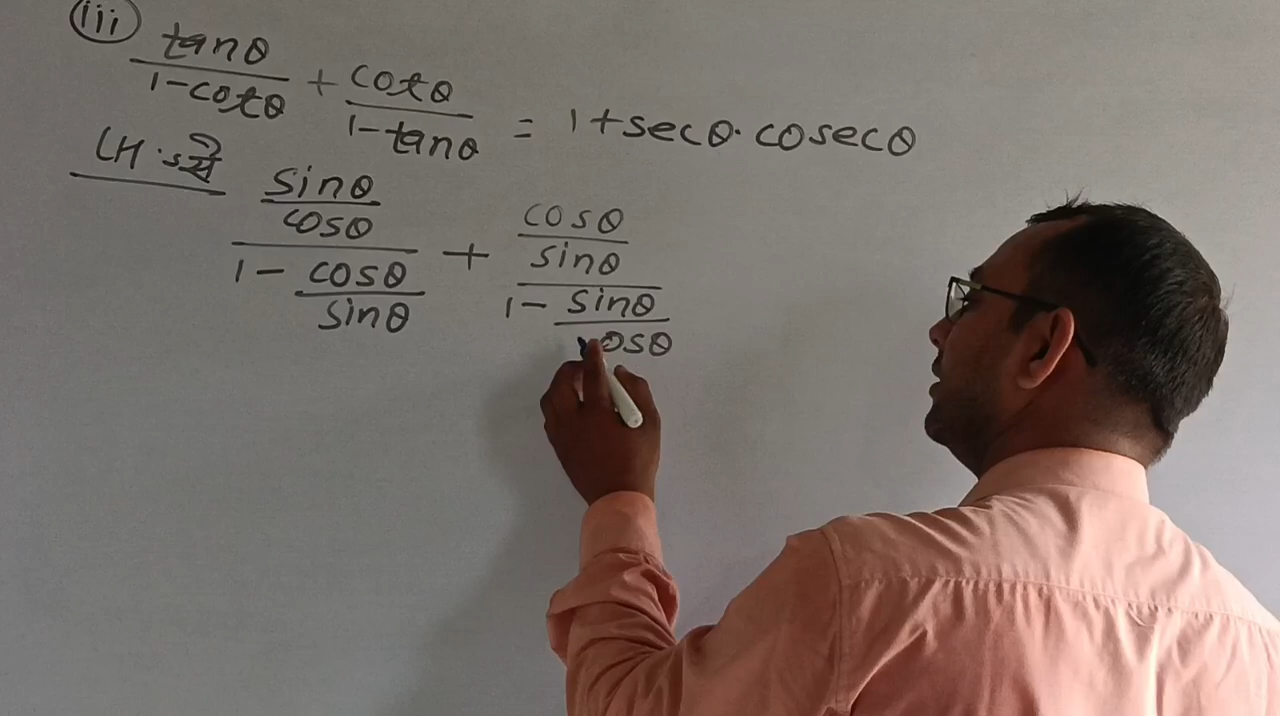 iii
tanθ/1-cotθ + cotθ/1-tanθ = 1+secθ·cosecθ
LH·s से
sinθ/cosθ / 1-cosθ/sinθ + cosθ/sinθ / 1-sinθ/cosθ